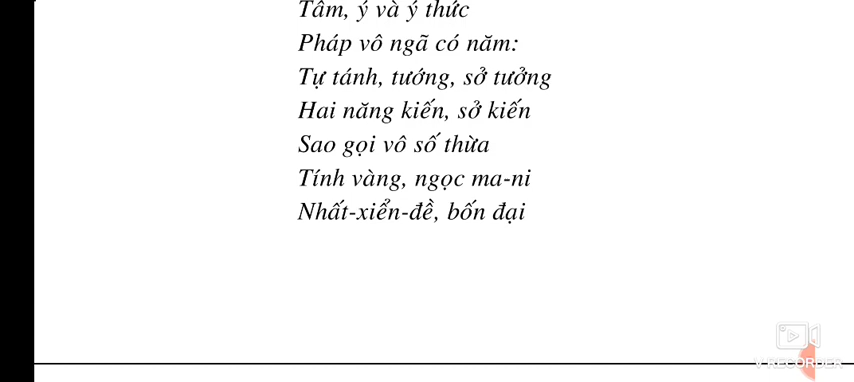 Tâm, ý và ý thức
Pháp vô ngã có năm:
Tự tánh, tướng, sở tưởng
Hai năng kiến, sở kiến
Sao gọi vô số thừa
Tính vàng, ngọc ma-ni
Nhất-xiển-đề, bốn đại
V RECORDER